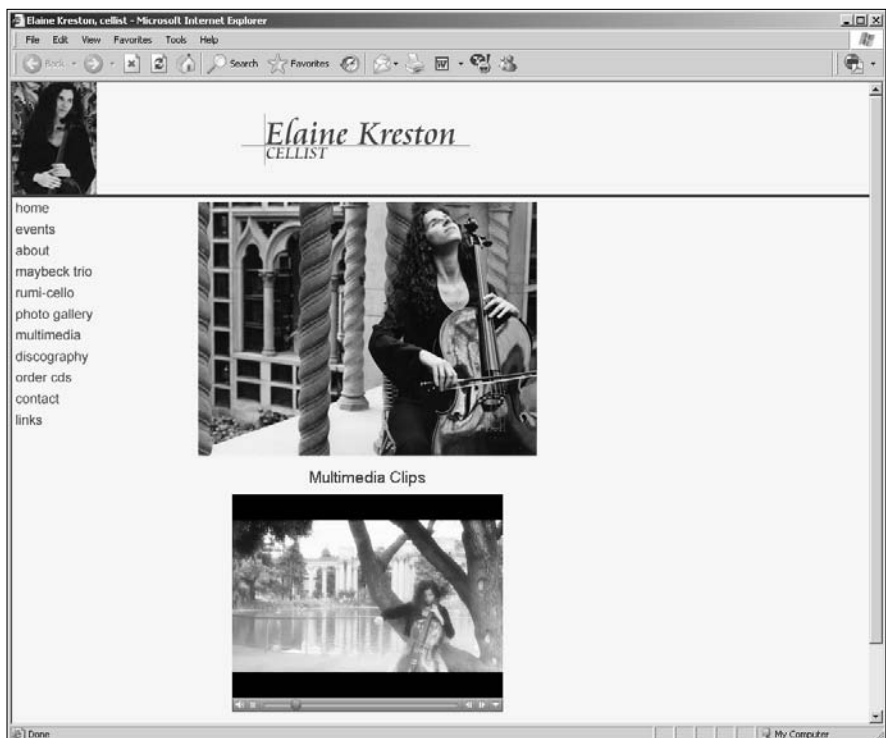 Elaine Kreston, cellist - Microsoft Internet Explorer
File Edit View Favorites Tools Help
Back Search Favorites
Elaine Kreston
CELLIST
home
events
about
maybeck trio
rumi-cello
photo gallery
multimedia
discography
order cds
contact
links
Multimedia Clips
Done My Computer